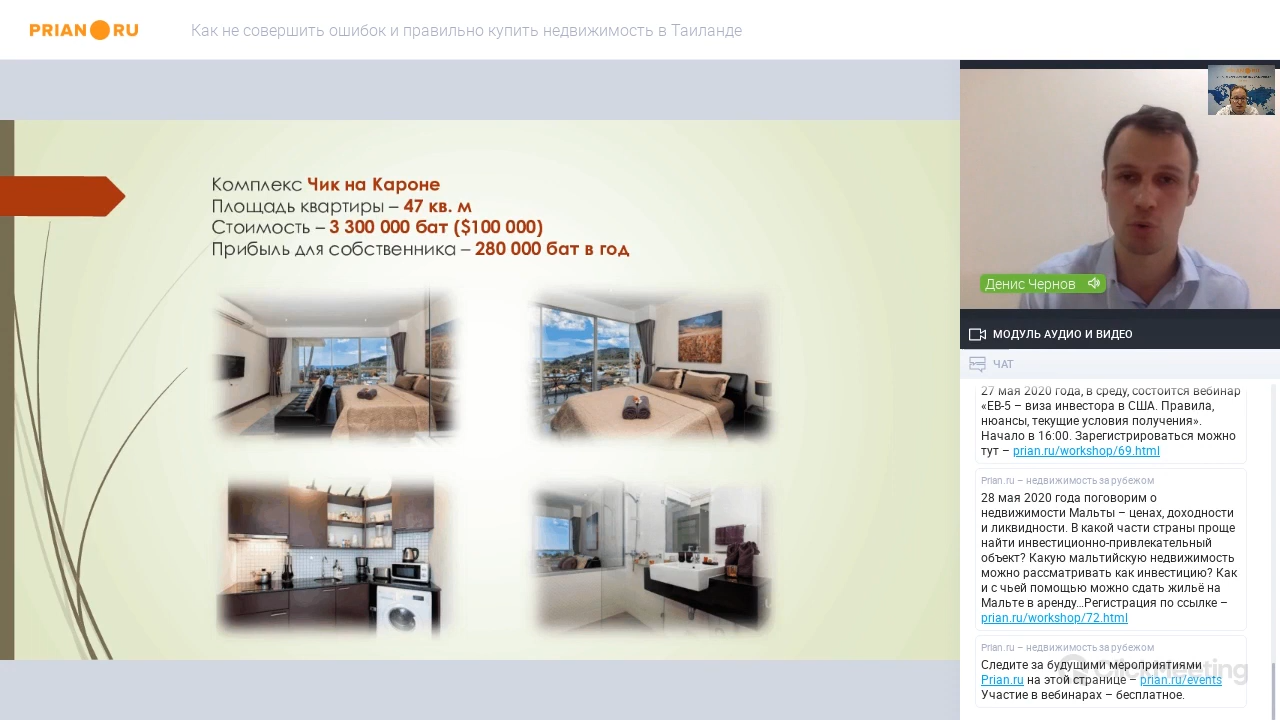 PRIAN RU
Как не совершить ошибок и правильно купить недвижимость в Таиланде
Комплекс Чик на Кароне
Площадь квартиры – 47 кв. м
Стоимость – 3 300 000 бат ($100 000)
Прибыль для собственника – 280 000 бат в год
Денис Чернов
МОДУЛЬ АУДИО И ВИДЕО
ЧАТ
27 мая 2020 года, в среду, состоится вебинар
«ЕВ-5 – виза инвестора в США. Правила,
нюансы, текущие условия получения».
Начало в 16:00. Зарегистрироваться можно
тут – prian.ru/workshop/69.html
Prian.ru – недвижимость за рубежом
28 мая 2020 года поговорим о
недвижимости Мальты – ценах, доходности
и ликвидности. В какой части страны проще
найти инвестиционно-привлекательный
объект? Какую мальтийскую недвижимость
можно рассматривать как инвестицию? Как
и с чьей помощью можно сдать жильё на
Мальте в аренду...Регистрация по ссылке –
prian.ru/workshop/72.html
Prian.ru – недвижимость за рубежом
Следите за будущими мероприятиями
Prian.ru на этой странице – prian.ru/events
Участие в вебинарах – бесплатное.
ClickMeeting